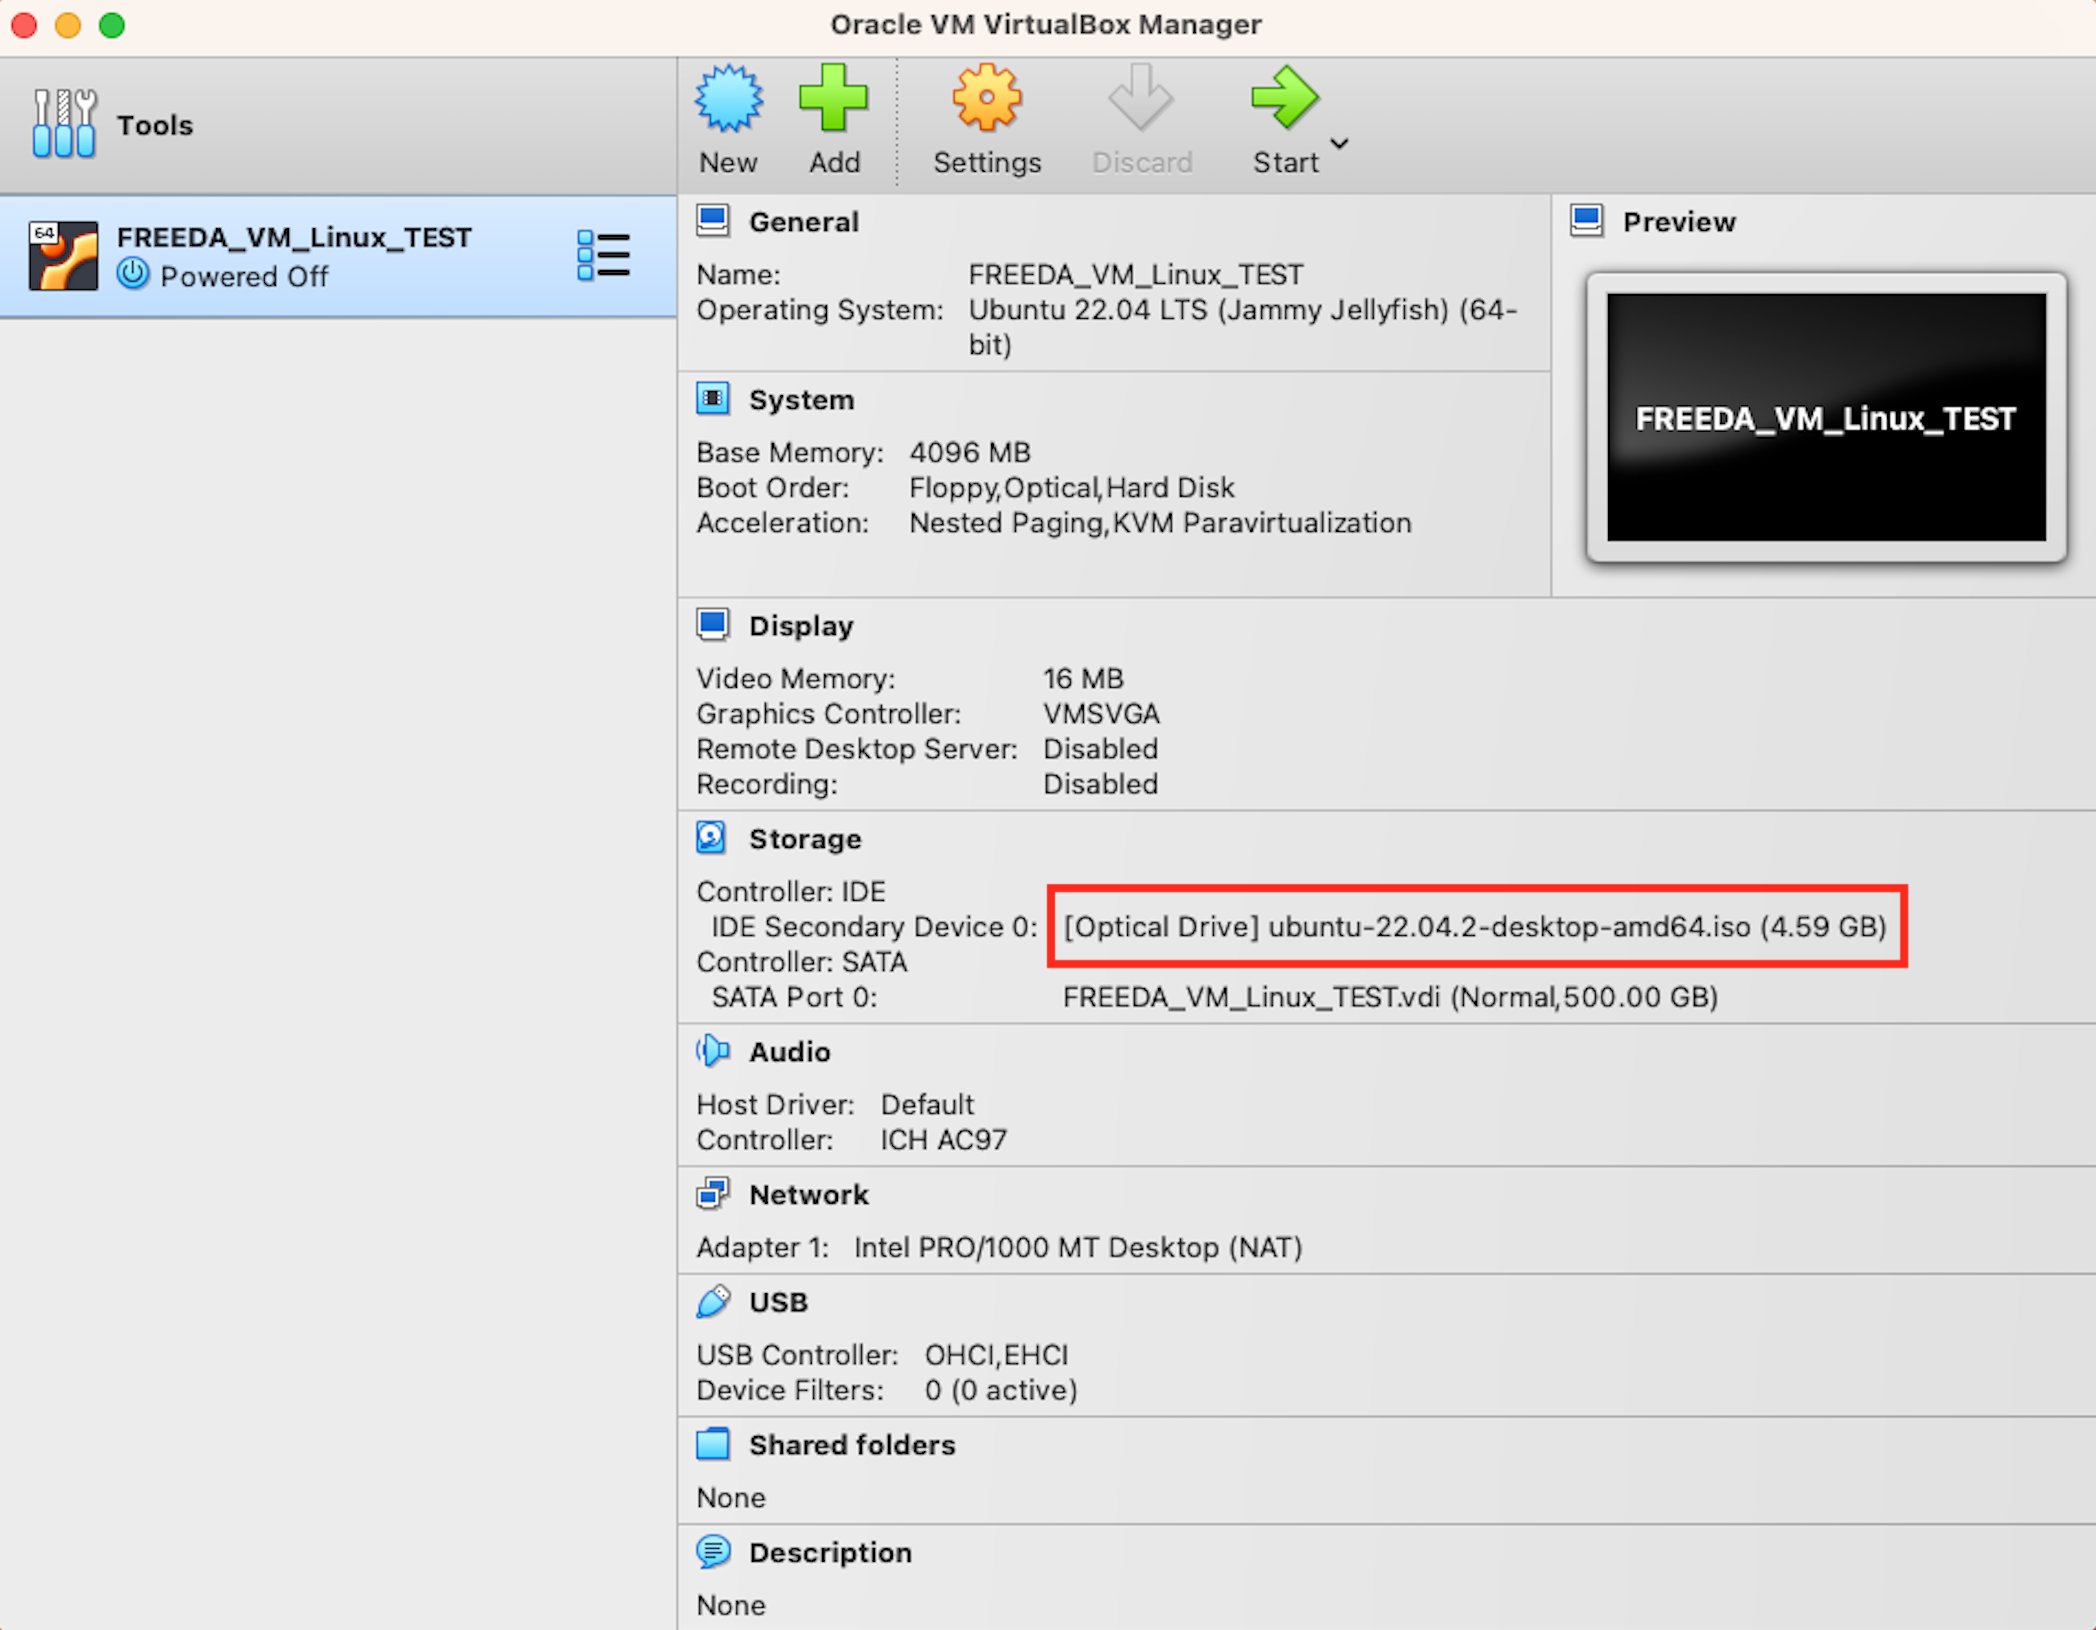 Oracle VM VirtualBox Manager
Tools
New
Add
Settings
Discard
Start
64
FREEDA_VM_Linux_TEST
Powered Off
General
Name: FREEDA_VM_Linux_TEST
Operating System: Ubuntu 22.04 LTS (Jammy Jellyfish) (64-
bit)
Preview
FREEDA_VM_Linux_TEST
System
Base Memory: 4096 MB
Boot Order: Floppy,Optical,Hard Disk
Acceleration: Nested Paging,KVM Paravirtualization
Display
Video Memory: 16 MB
Graphics Controller: VMSVGA
Remote Desktop Server: Disabled
Recording: Disabled
Storage
Controller: IDE
IDE Secondary Device 0: [Optical Drive] ubuntu-22.04.2-desktop-amd64.iso (4.59 GB)
Controller: SATA
SATA Port 0: FREEDA_VM_Linux_TEST.vdi (Normal,500.00 GB)
Audio
Host Driver: Default
Controller: ICH AC97
Network
Adapter 1: Intel PRO/1000 MT Desktop (NAT)
USB
USB Controller: OHCI,EHCI
Device Filters: 0 (0 active)
Shared folders
None
Description
None